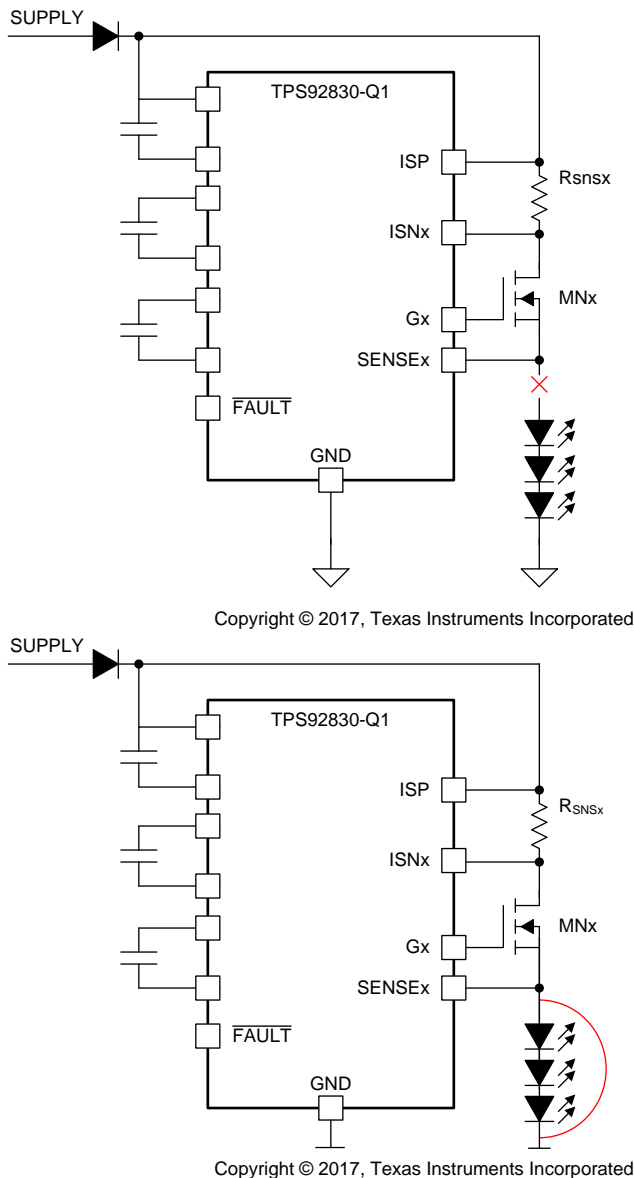 SUPPLY
TPS92830-Q1
ISP
Rsnsx
ISNx
MNx
Gx
SENSEx
FAULT
GND
Copyright © 2017, Texas Instruments Incorporated
SUPPLY
TPS92830-Q1
ISP
RSNSx
ISNx
MNx
Gx
SENSEx
FAULT
GND
Copyright © 2017, Texas Instruments Incorporated